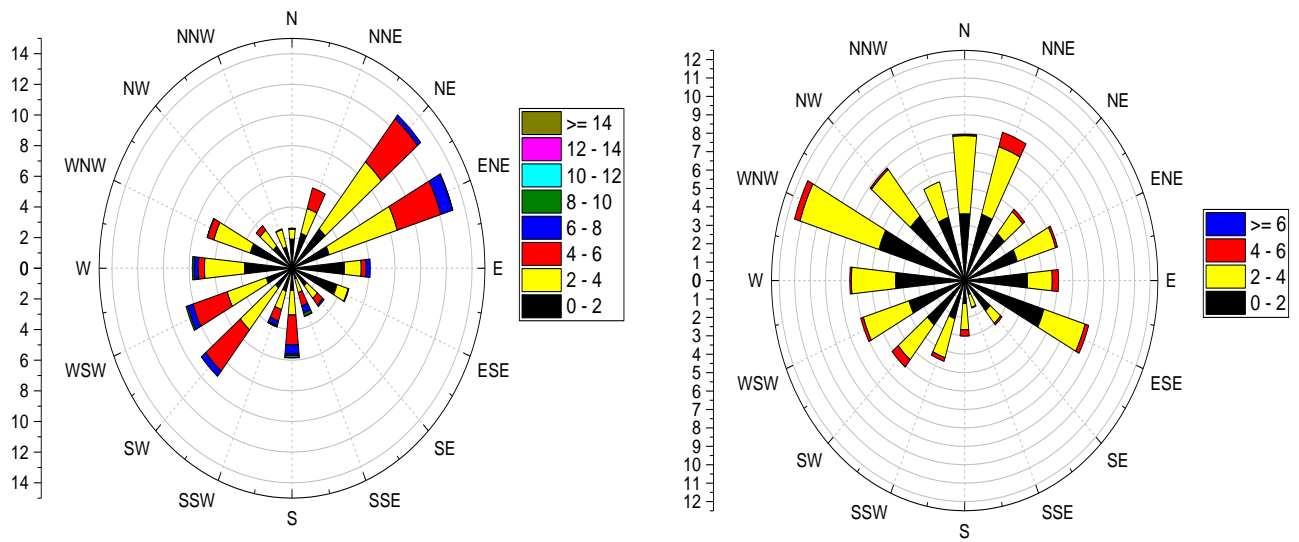 N
NNE
NE
ENE
E
ESE
SE
SSE
S
SSW
SW
WSW
W
WNW
NW
NNW
14
12
10
8
6
4
2
0
2
4
6
8
10
12
14
>= 14
12 - 14
10 - 12
8 - 10
6 - 8
4 - 6
2 - 4
0 - 2
N
NNE
NE
ENE
E
ESE
SE
SSE
S
SSW
SW
WSW
W
WNW
NW
NNW
12
11
10
9
8
7
6
5
4
3
2
1
0
1
2
3
4
5
6
7
8
9
10
11
12
>= 6
4 - 6
2 - 4
0 - 2